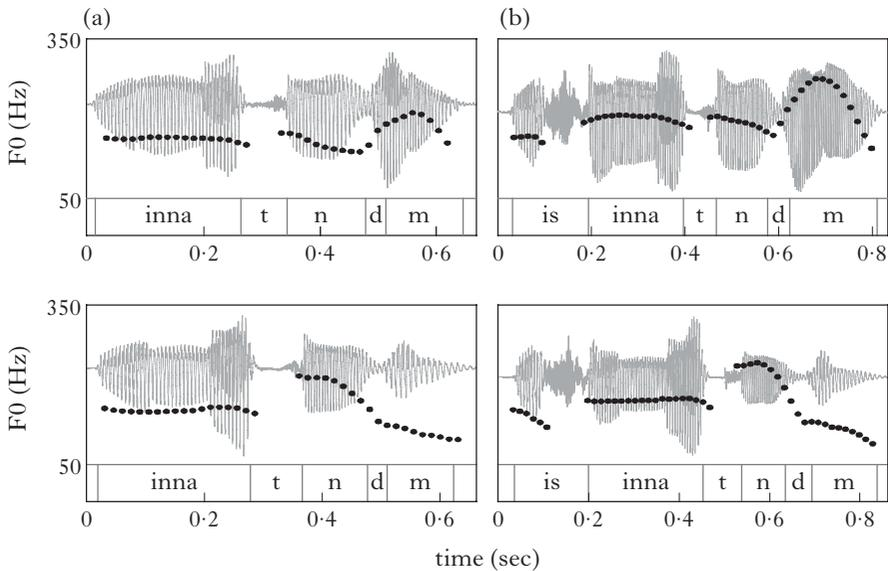 (a) (b)
350
F0 (Hz)
50
inna t n d m is inna t n d m
0 0·2 0·4 0·6 0 0·2 0·4 0·6 0·8
350
F0 (Hz)
50
inna t n d m is inna t n d m
0 0·2 0·4 0·6 0 0·2 0·4 0·6 0·8
time (sec)